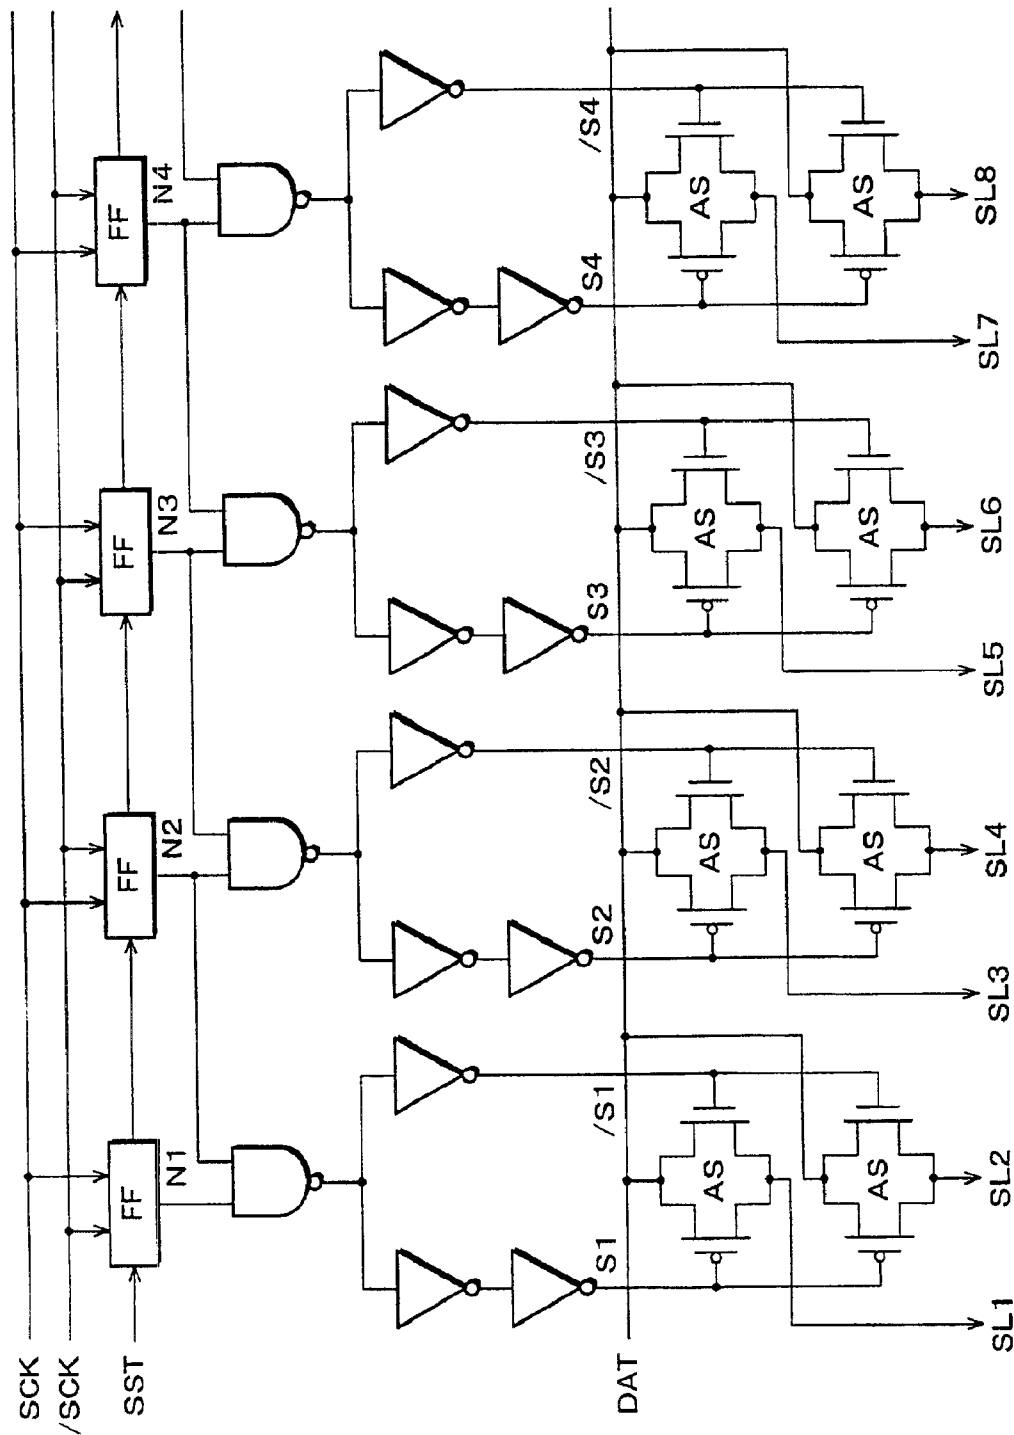 SCK
/SCK
SST
FF
FF
FF
FF
N1
N2
N3
N4
S1
/S1
S2
/S2
S3
/S3
S4
/S4
DAT
AS
AS
AS
AS
AS
AS
AS
AS
SL1
SL2
SL3
SL4
SL5
SL6
SL7
SL8